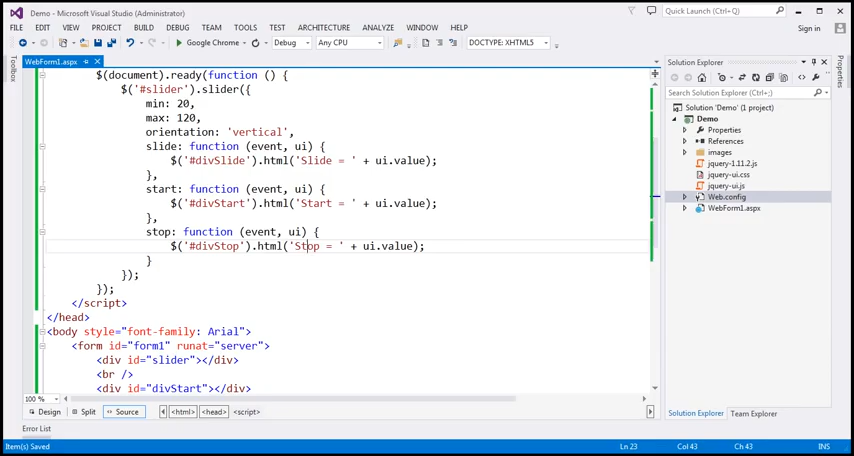 Demo - Microsoft Visual Studio (Administrator)
Quick Launch (Ctrl+;)
FILE EDIT VIEW PROJECT BUILD DEBUG TEAM TOOLS TEST ARCHITECTURE ANALYZE WINDOW HELP
Sign in
Google Chrome Debug Any CPU DOCTYPE: XHTML5
Toolbox
WebForm1.aspx
$(document).ready(function () {
$('#slider').slider({
min: 20,
max: 120,
orientation: 'vertical',
slide: function (event, ui) {
$('#divSlide').html('Slide = ' + ui.value);
},
start: function (event, ui) {
$('#divStart').html('Start = ' + ui.value);
},
stop: function (event, ui) {
$('#divStop').html('Stop = ' + ui.value);
}
});
});
</script>
</head>
<body style="font-family: Arial">
<form id="form1" runat="server">
<div id="slider"></div>
<br />
<div id="divStart"></div>
100 %
Design Split Source <html> <head> <script>
Error List
Item(s) Saved Ln 23 Col 43 Ch 43 INS
Solution Explorer
Search Solution Explorer (Ctrl+;)
Solution 'Demo' (1 project)
Demo
Properties
References
images
jquery-1.11.2.js
jquery-ui.css
jquery-ui.js
Web.config
WebForm1.aspx
Solution Explorer Team Explorer
Properties